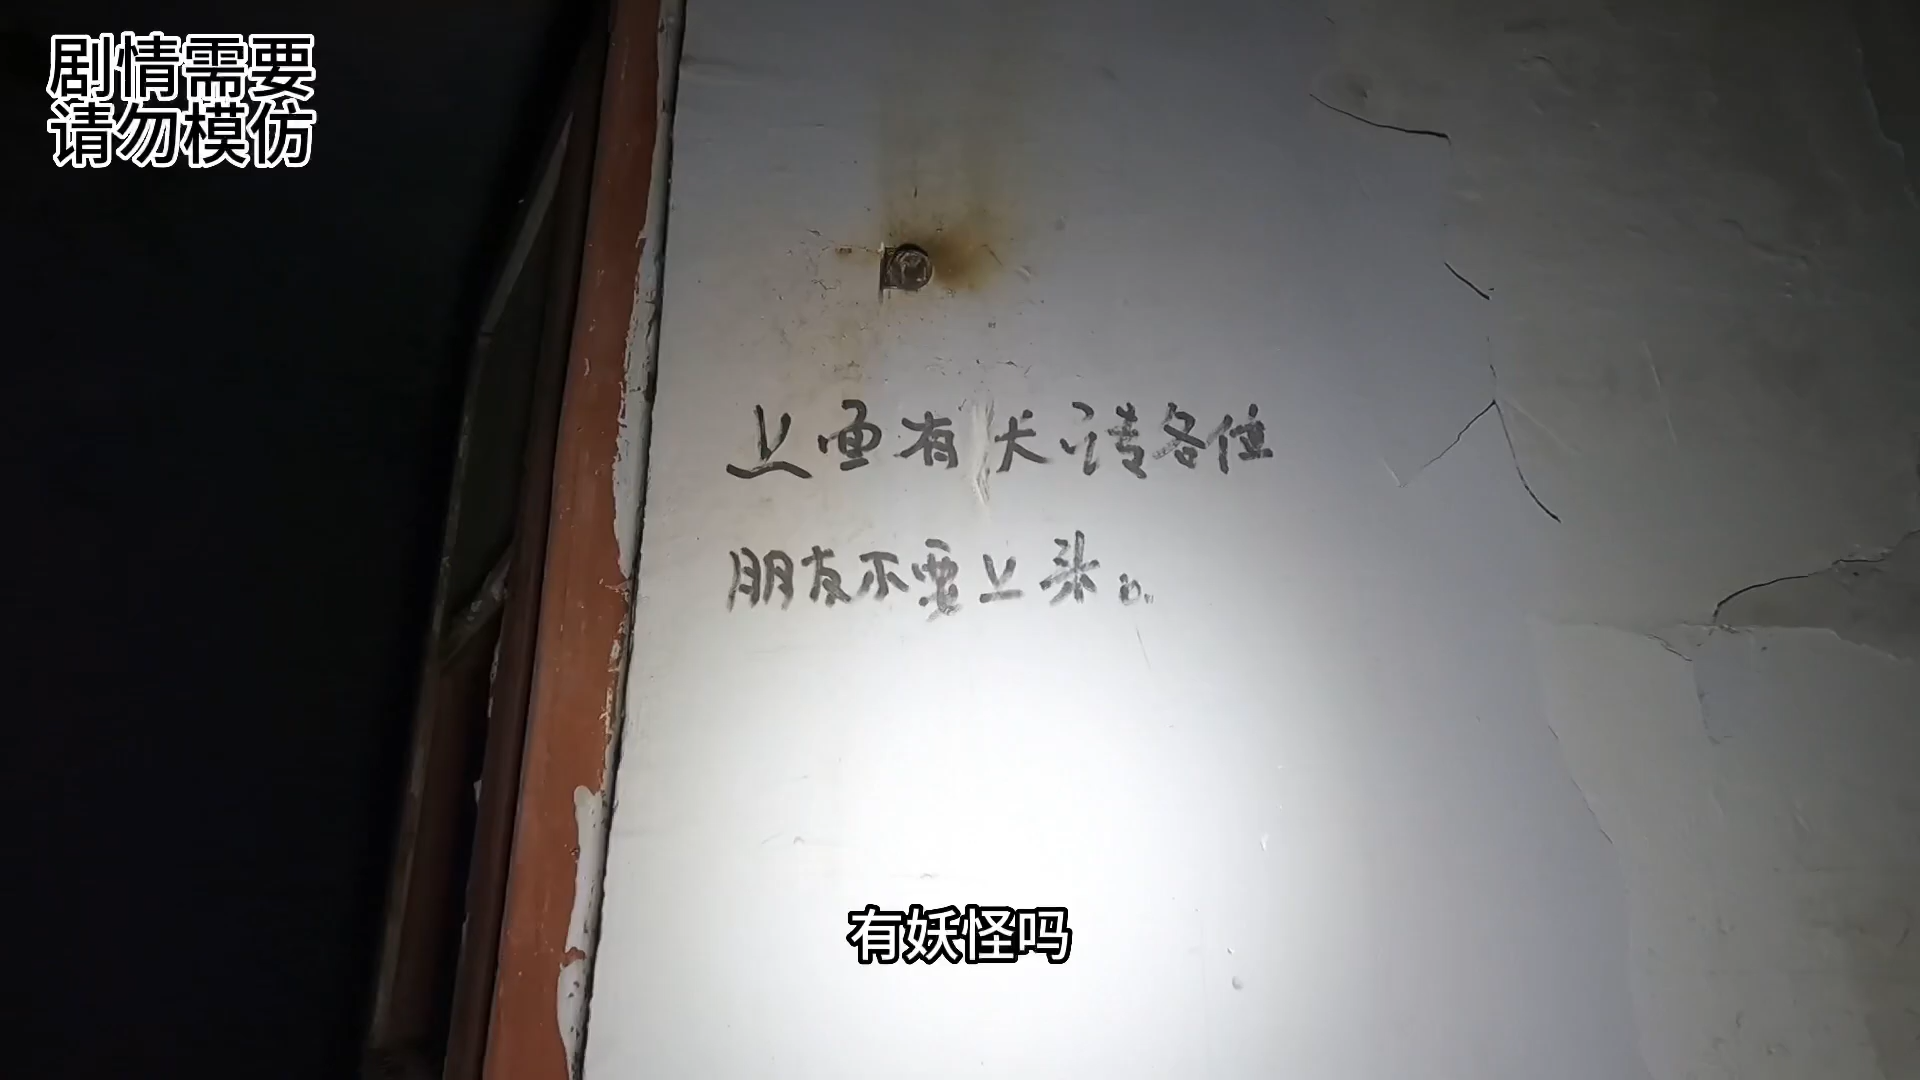 剧情需要
请勿模仿
上面有犬请各位
朋友不要上来。
有妖怪吗